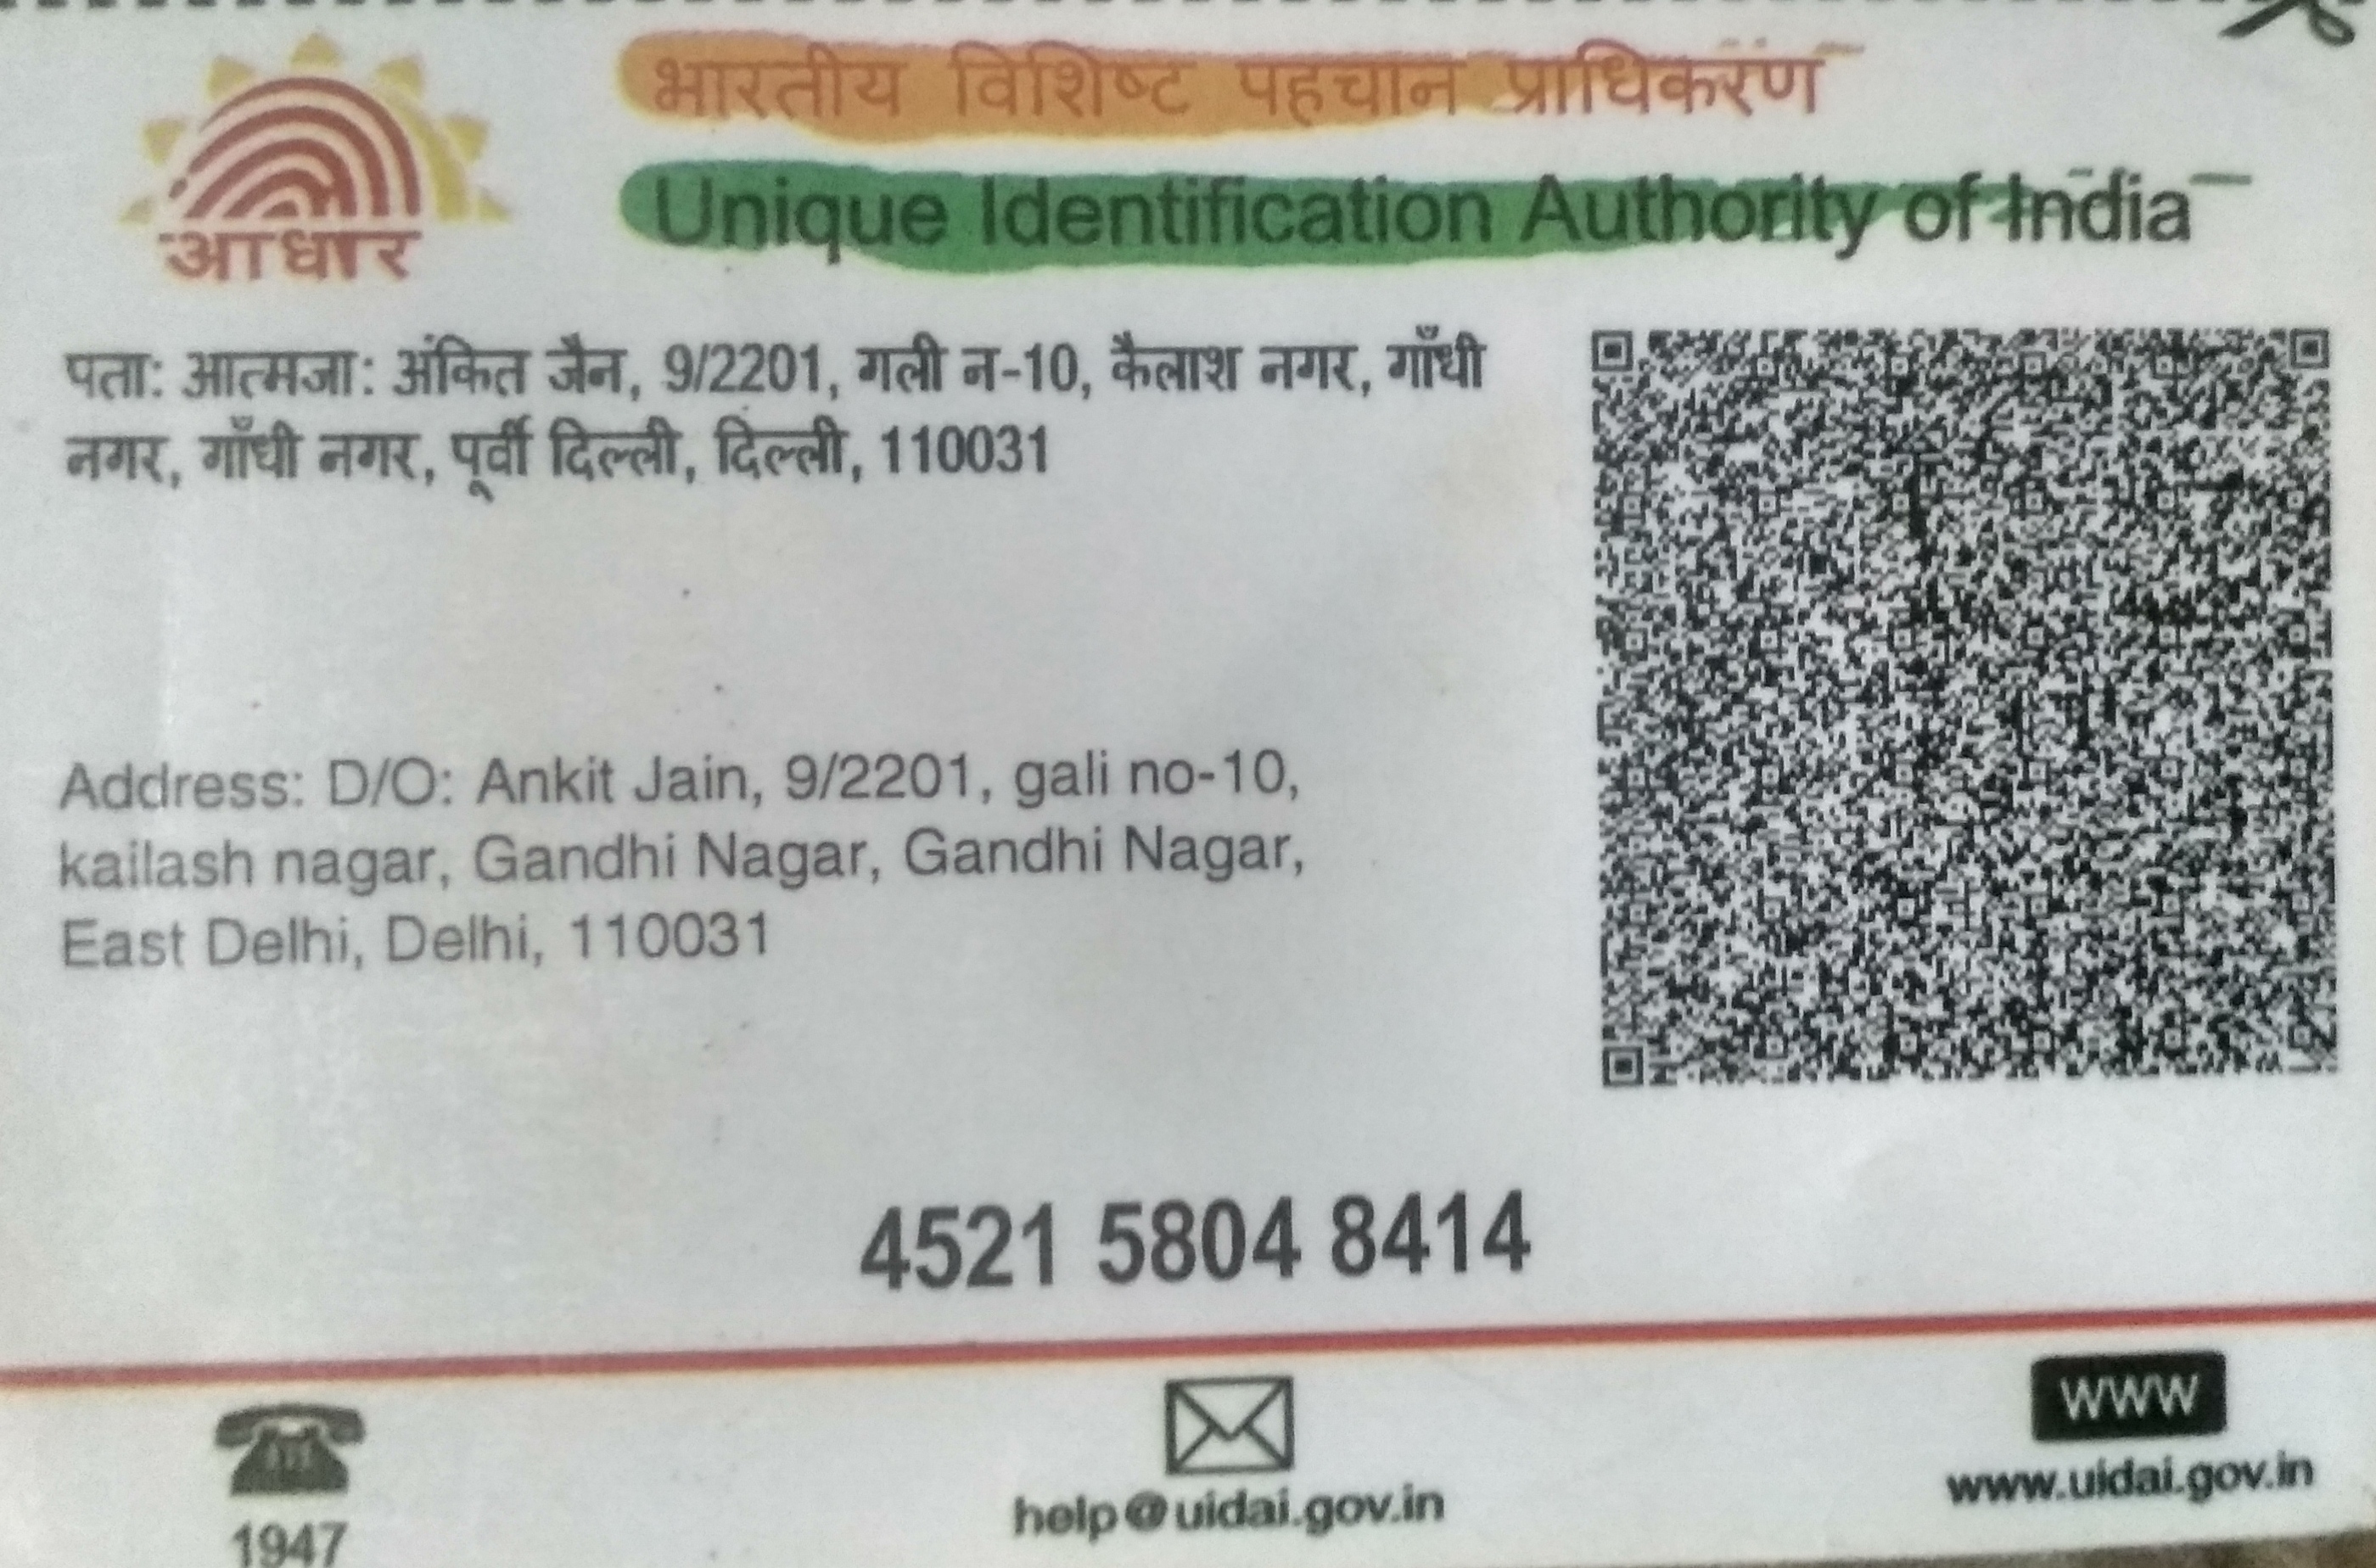 भारतीय विशिष्ट पहचान प्राधिकरण
Unique Identification Authority of India
आधार
पता: आत्मजा: अंकित जैन, 9/2201, गली न-10, कैलाश नगर, गाँधी
नगर, गाँधी नगर, पूर्वी दिल्ली, दिल्ली, 110031
Address: D/O: Ankit Jain, 9/2201, gali no-10,
kailash nagar, Gandhi Nagar, Gandhi Nagar,
East Delhi, Delhi, 110031
4521 5804 8414
WWW
1947
help@uidai.gov.in
www.uidai.gov.in